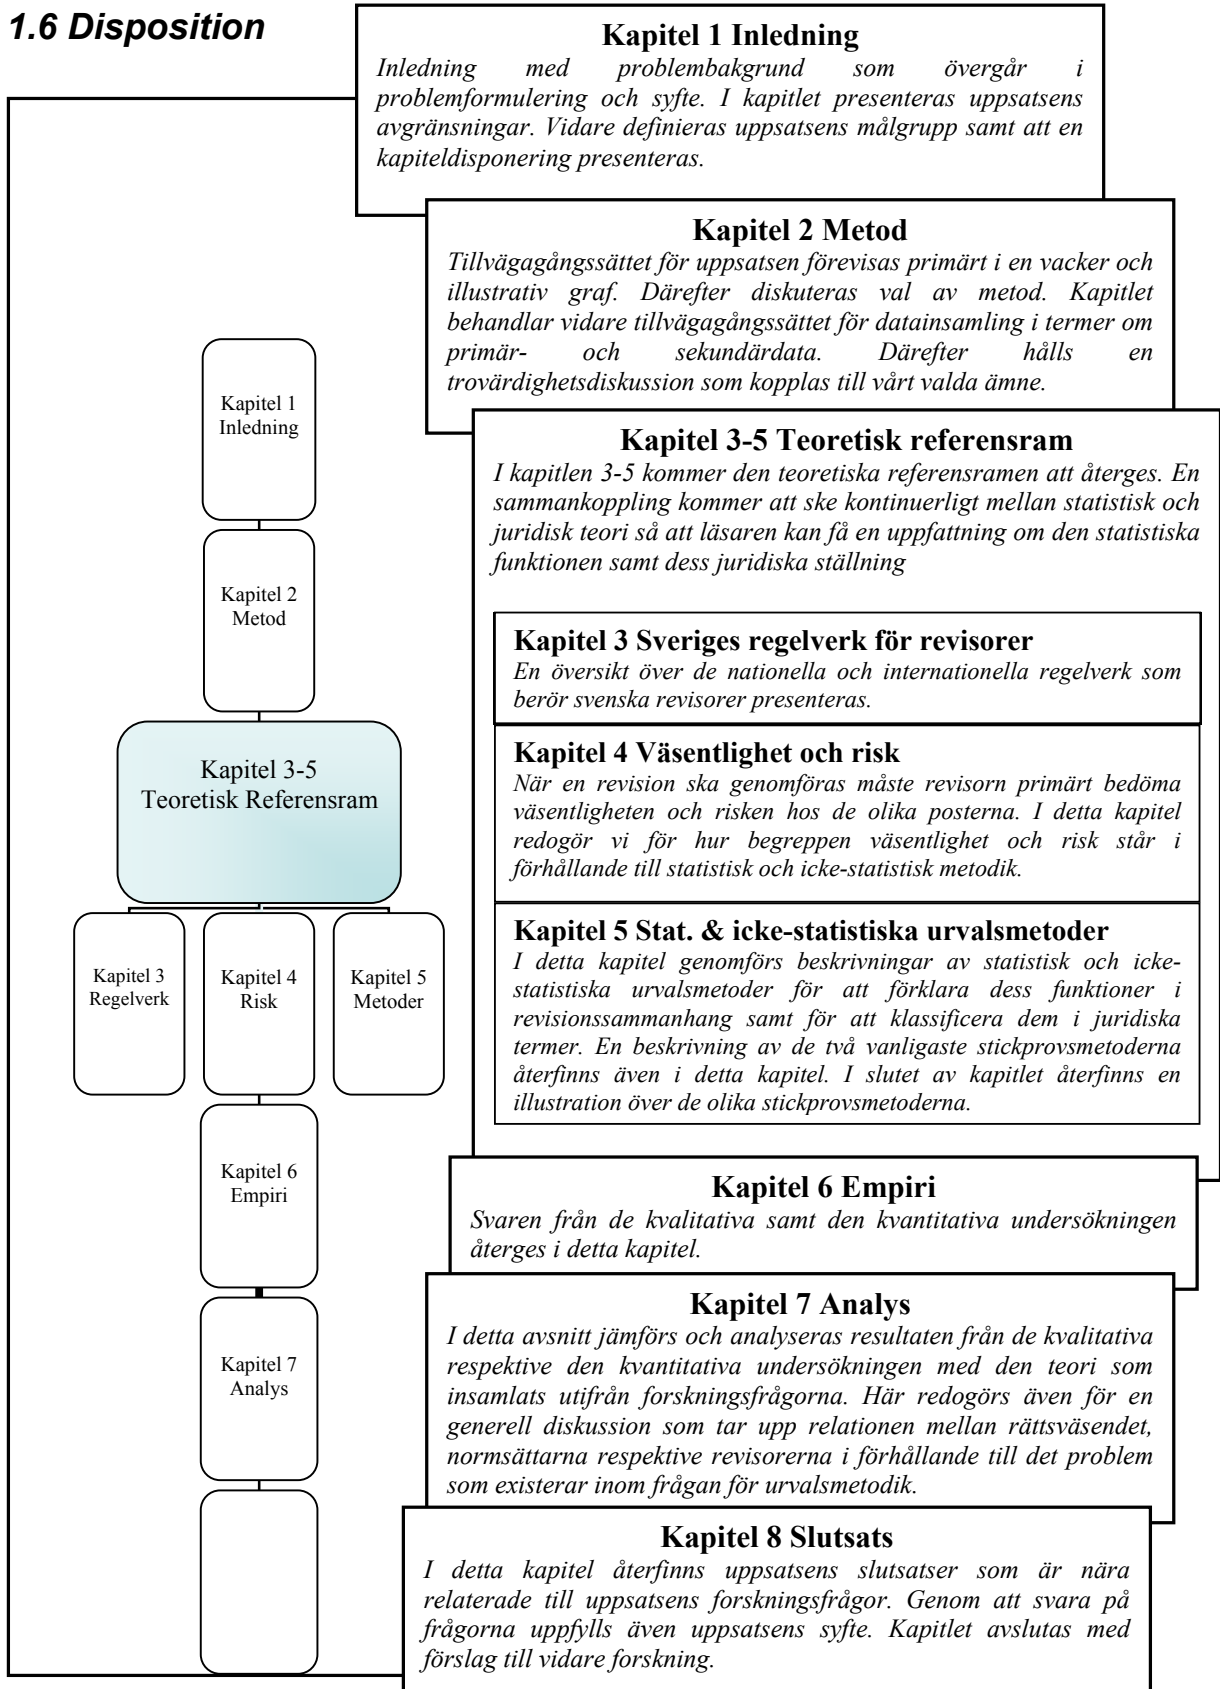 1.6 Disposition
Kapitel 1 Inledning
Inledning med problembakgrund som övergår i
problemformulering och syfte. I kapitlet presenteras uppsatsens
avgränsningar. Vidare definieras uppsatsens målgrupp samt att en
kapiteldisponering presenteras.
Kapitel 2 Metod
Tillvägagångssättet för uppsatsen förevisas primärt i en vacker och
illustrativ graf. Därefter diskuteras val av metod. Kapitlet
behandlar vidare tillvägagångssättet för datainsamling i termer om
primär- och sekundärdata. Därefter hålls en
trovärdighetsdiskussion som kopplas till vårt valda ämne.
Kapitel 3-5 Teoretisk referensram
I kapitlen 3-5 kommer den teoretiska referensramen att återges. En
sammankoppling kommer att ske kontinuerligt mellan statistisk och
juridisk teori så att läsaren kan få en uppfattning om den statistiska
funktionen samt dess juridiska ställning
Kapitel 3 Sveriges regelverk för revisorer
En översikt över de nationella och internationella regelverk som
berör svenska revisorer presenteras.
Kapitel 4 Väsentlighet och risk
När en revision ska genomföras måste revisorn primärt bedöma
väsentligheten och risken hos de olika posterna. I detta kapitel
redogör vi för hur begreppen väsentlighet och risk står i
förhållande till statistisk och icke-statistisk metodik.
Kapitel 5 Stat. & icke-statistiska urvalsmetoder
I detta kapitel genomförs beskrivningar av statistisk och icke-
statistiska urvalsmetoder för att förklara dess funktioner i
revisionssammanhang samt för att klassificera dem i juridiska
termer. En beskrivning av de två vanligaste stickprovsmetoderna
återfinns även i detta kapitel. I slutet av kapitlet återfinns en
illustration över de olika stickprovsmetoderna.
Kapitel 6 Empiri
Svaren från de kvalitativa samt den kvantitativa undersökningen
återges i detta kapitel.
Kapitel 7 Analys
I detta avsnitt jämförs och analyseras resultaten från de kvalitativa
respektive den kvantitativa undersökningen med den teori som
insamlats utifrån forskningsfrågorna. Här redogörs även för en
generell diskussion som tar upp relationen mellan rättsväsendet,
normsättarna respektive revisorerna i förhållande till det problem
som existerar inom frågan för urvalsmetodik.
Kapitel 8 Slutsats
I detta kapitel återfinns uppsatsens slutsatser som är nära
relaterade till uppsatsens forskningsfrågor. Genom att svara på
frågorna uppfylls även uppsatsens syfte. Kapitlet avslutas med
förslag till vidare forskning.
Kapitel 1
Inledning
Kapitel 2
Metod
Kapitel 3-5
Teoretisk Referensram
Kapitel 3
Regelverk
Kapitel 4
Risk
Kapitel 5
Metoder
Kapitel 6
Empiri
Kapitel 7
Analys